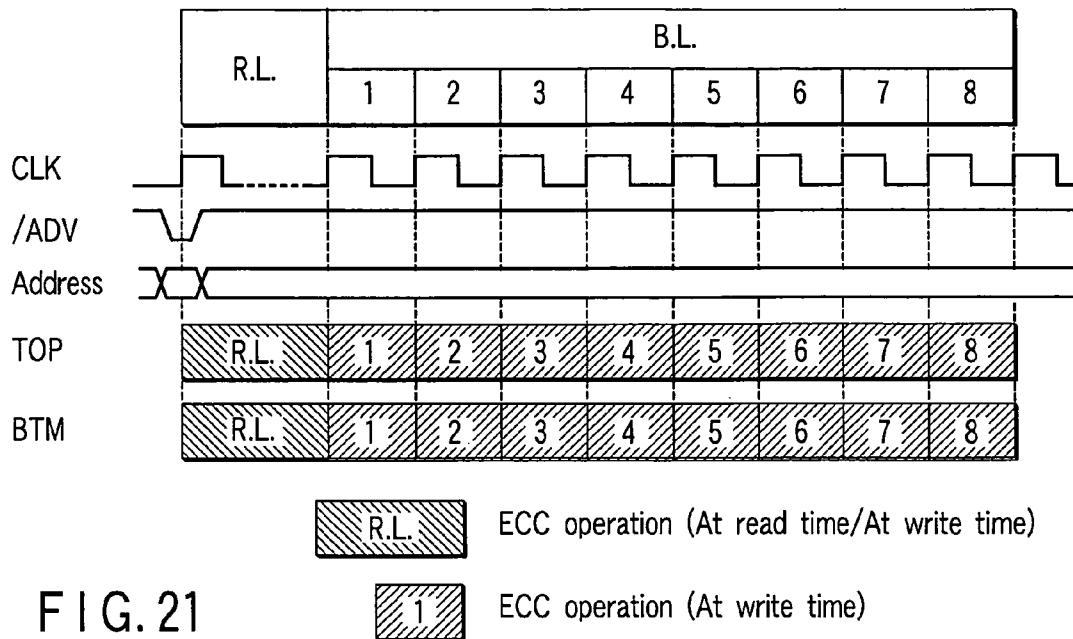 R.L. B.L.
1 2 3 4 5 6 7 8
CLK
/ADV
Address
TOP R.L. 1 2 3 4 5 6 7 8
BTM R.L. 1 2 3 4 5 6 7 8
R.L. ECC operation (At read time/At write time)
1 ECC operation (At write time)
FIG. 21